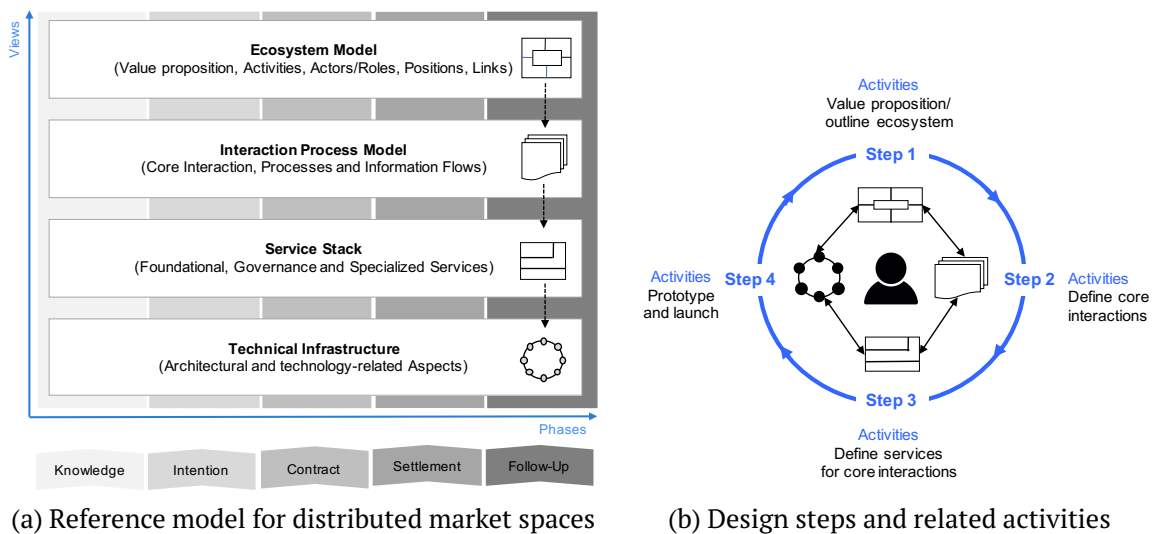 Views
Ecosystem Model
(Value proposition, Activities, Actors/Roles, Positions, Links)
Interaction Process Model
(Core Interaction, Processes and Information Flows)
Service Stack
(Foundational, Governance and Specialized Services)
Technical Infrastructure
(Architectural and technology-related Aspects)
Phases
Knowledge
Intention
Contract
Settlement
Follow-Up
(a) Reference model for distributed market spaces
Activities
Value proposition/
outline ecosystem
Step 1
Step 2
Activities
Define core
interactions
Step 3
Activities
Define services
for core interactions
Activities
Prototype
and launch
Step 4
(b) Design steps and related activities